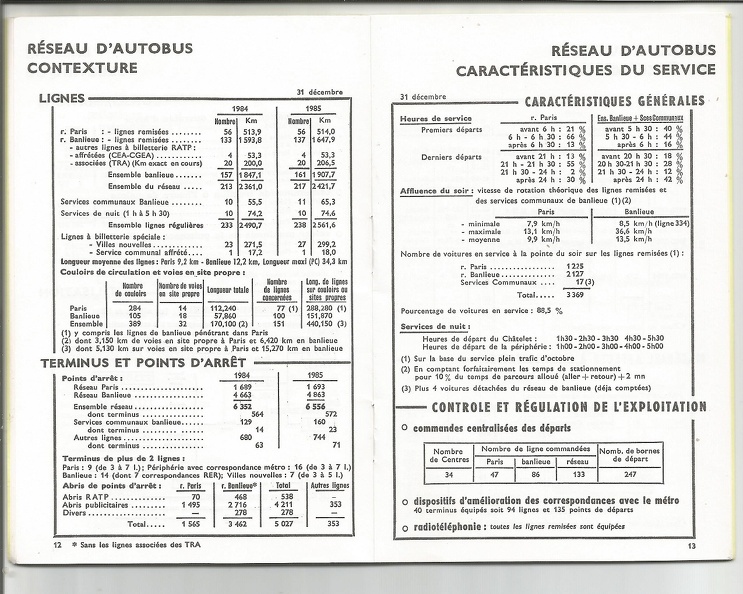 RÉSEAU D'AUTOBUS
CONTEXTURE
31 décembre
LIGNES
1984 1985
Nombre Km Nombre Km
r. Paris : - lignes remisées ........ 56 513,9 56 514,0
r. Banlieue : - lignes remisées ........ 133 1 593,8 137 1 647,9
- autres lignes à billetterie RATP :
- affrétées (CEA-CGEA) ............ 4 53,3 4 53,3
- associées (TRA) (Km exact en cours) 20 200,0 20 206,5
Ensemble banlieue....... 157 1 847,1 161 1 907,7
Ensemble du réseau ..... 213 2 361,0 217 2 421,7
Services communaux Banlieue........ 10 55,5 11 65,3
Services de nuit (1 h à 5 h 30) 10 74,2 10 74,6
Ensemble lignes régulières 233 2 490,7 238 2 561,6
Lignes à billetterie spéciale :
- Villes nouvelles............. 23 271,5 27 299,2
- Service communal affrété.... 1 17,2 1 18,0
Longueur moyenne des lignes : Paris 9,2 km - Banlieue 12,2 km, Longueur maxi (PC) 34,3 km
Couloirs de circulation et voies en site propre :
Nombre de couloirs Nombre de voies en site propre Longueur totale Nombre de lignes concernées Long. de lignes sur couloirs ou sites propres
Paris 284 14 112,240 77 (1) 288,280 (1)
Banlieue 105 18 57,860 100 151,870
Ensemble 389 32 170,100 (2) 151 440,150 (3)
(1) y compris les lignes de banlieue pénétrant dans Paris
(2) dont 3,150 km de voies en site propre à Paris et 6,420 km en banlieue
(3) dont 5,130 km sur voies en site propre à Paris et 15,270 km en banlieue
TERMINUS ET POINTS D'ARRÊT
1984 1985
Points d'arrêt :
Réseau Paris .................... 1 689 1 693
Réseau Banlieue ................. 4 663 4 863
Ensemble réseau.................. 6 352 6 556
dont terminus ................ 564 572
Services communaux banlieue...... 129 160
dont terminus ................ 14 23
Autres lignes ................... 680 744
dont terminus ................ 63 71
Terminus de plus de 2 lignes :
Paris : 9 (de 3 à 7 l.); Périphérie avec correspondance métro : 16 (de 3 à 7 l.)
Banlieue : 14 (dont 7 correspondances RER); Villes nouvelles : 7 (de 3 à 5 l.)
Abris de points d'arrêt : r. Paris r. Banlieue* Total Autres lignes
Abris RATP ............. 70 468 538 —
Abris publicitaires ........ 1 495 2 716 4 211 353
Divers .................. — 278 278 —
Total..... 1 565 3 462 5 027 353
12 * Sans les lignes associées des TRA
RÉSEAU D'AUTOBUS
CARACTÉRISTIQUES DU SERVICE
31 décembre
CARACTÉRISTIQUES GÉNÉRALES
Heures de service r. Paris Ens. Banlieue + Sces Communaux
Premiers départs avant 6 h : 21 % avant 5 h 30 : 40 %
6 h - 6 h 30 : 66 % 5 h 30 - 6 h : 44 %
après 6 h 30 : 13 % après 6 h : 16 %
Derniers départs avant 21 h : 13 % avant 20 h 30 : 18 %
21 h - 21 h 30 : 55 % 20 h 30-21 h 30 : 28 %
21 h 30 - 24 h : 2 % 21 h 30 - 24 h : 12 %
après 24 h : 30 % après 24 h : 42 %
Affluence du soir : vitesse de rotation théorique des lignes remisées et
des services communaux de banlieue (1)(2)
Paris Banlieue
- minimale 7,9 km/h 8,5 km/h (ligne 334)
- maximale 13,1 km/h 36,6 km/h
- moyenne 9,9 km/h 13,5 km/h
Nombre de voitures en service à la pointe du soir sur les lignes remisées (1) :
r. Paris ................ 1 225
r. Banlieue .............. 2 127
Services Communaux .... 17 (3)
Total..... 3 369
Pourcentage de voitures en service : 88,5 %
Services de nuit :
Heures de départ du Châtelet : 1h30 - 2h30 - 3h30 4h30 - 5h30
Heures de départ de la périphérie : 1h00 - 2h00 - 3h00 - 4h00 - 5h00
(1) Sur la base du service plein trafic d'octobre
(2) En comptant forfaitairement les temps de stationnement
pour 10 % du temps de parcours alloué (aller + retour) + 2 mn
(3) Plus 4 voitures détachées du réseau de banlieue (déja comptées)
CONTROLE ET RÉGULATION DE L'EXPLOITATION
o commandes centralisées des départs
Nombre de Centres Nombre de ligne commandées Nomb. de bornes de départ
Paris banlieue réseau
34 47 86 133 247
o dispositifs d'amélioration des correspondances avec le métro
40 terminus équipés soit 94 lignes et 135 points de départs
o radiotéléphonie : toutes les lignes remisées sont équipées
13